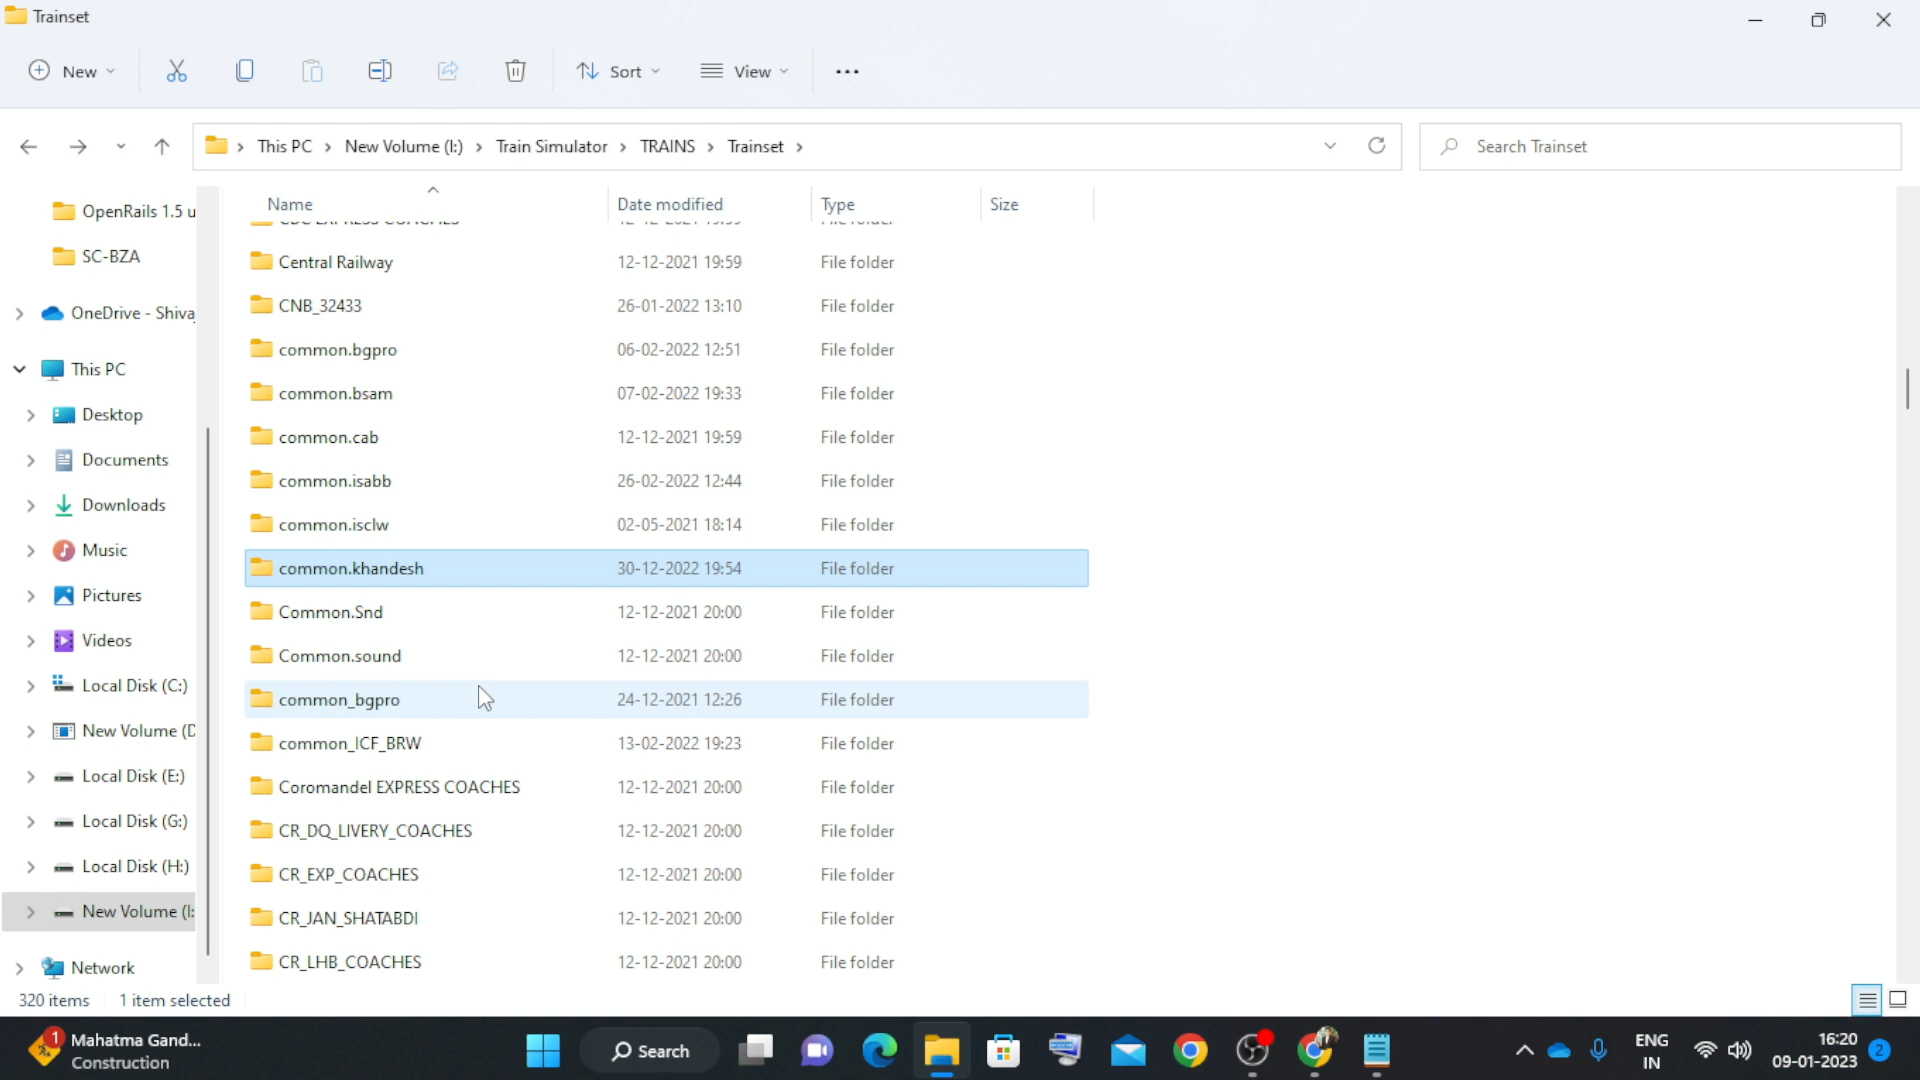 Trainset
New
Sort
View
This PC
New Volume (I:)
Train Simulator
TRAINS
Trainset
Search Trainset
Name
Date modified
Type
Size
OpenRails 1.5 u
SC-BZA
OneDrive - Shiva
This PC
Desktop
Documents
Downloads
Music
Pictures
Videos
Local Disk (C:)
New Volume (D
Local Disk (E:)
Local Disk (G:)
Local Disk (H:)
New Volume (I:
Network
Central Railway 12-12-2021 19:59 File folder
CNB_32433 26-01-2022 13:10 File folder
common.bgpro 06-02-2022 12:51 File folder
common.bsam 07-02-2022 19:33 File folder
common.cab 12-12-2021 19:59 File folder
common.isabb 26-02-2022 12:44 File folder
common.isclw 02-05-2021 18:14 File folder
common.khandesh 30-12-2022 19:54 File folder
Common.Snd 12-12-2021 20:00 File folder
Common.sound 12-12-2021 20:00 File folder
common_bgpro 24-12-2021 12:26 File folder
common_ICF_BRW 13-02-2022 19:23 File folder
Coromandel EXPRESS COACHES 12-12-2021 20:00 File folder
CR_DQ_LIVERY_COACHES 12-12-2021 20:00 File folder
CR_EXP_COACHES 12-12-2021 20:00 File folder
CR_JAN_SHATABDI 12-12-2021 20:00 File folder
CR_LHB_COACHES 12-12-2021 20:00 File folder
320 items 1 item selected
1
Mahatma Gand...
Construction
Search
ENG
IN
16:20
09-01-2023
2